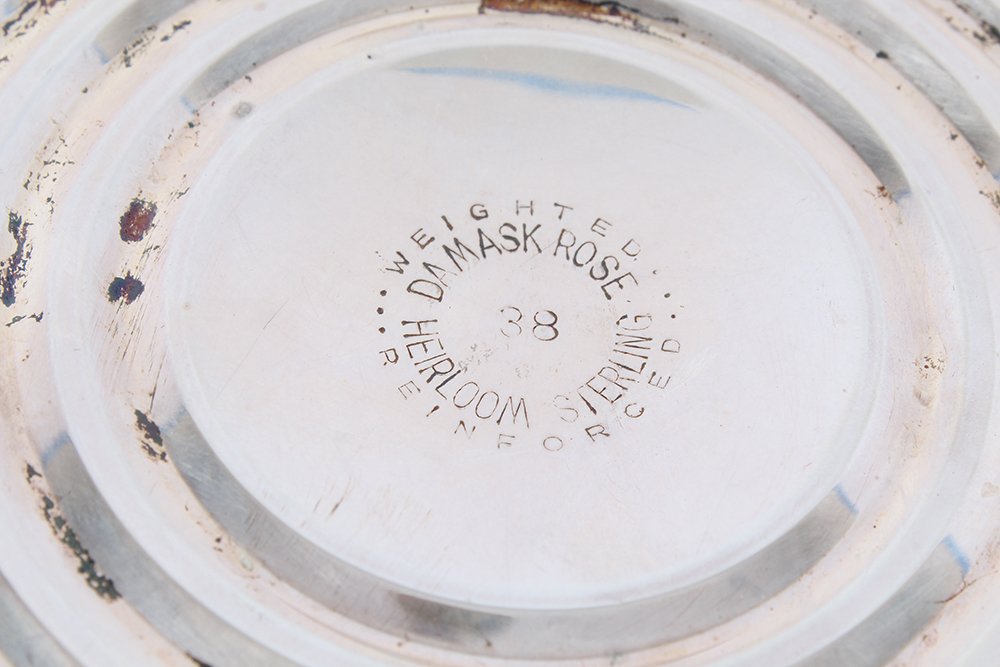 WEIGHTED
DAMASK ROSE
38
HEIRLOOM STERLING
REINFORCED